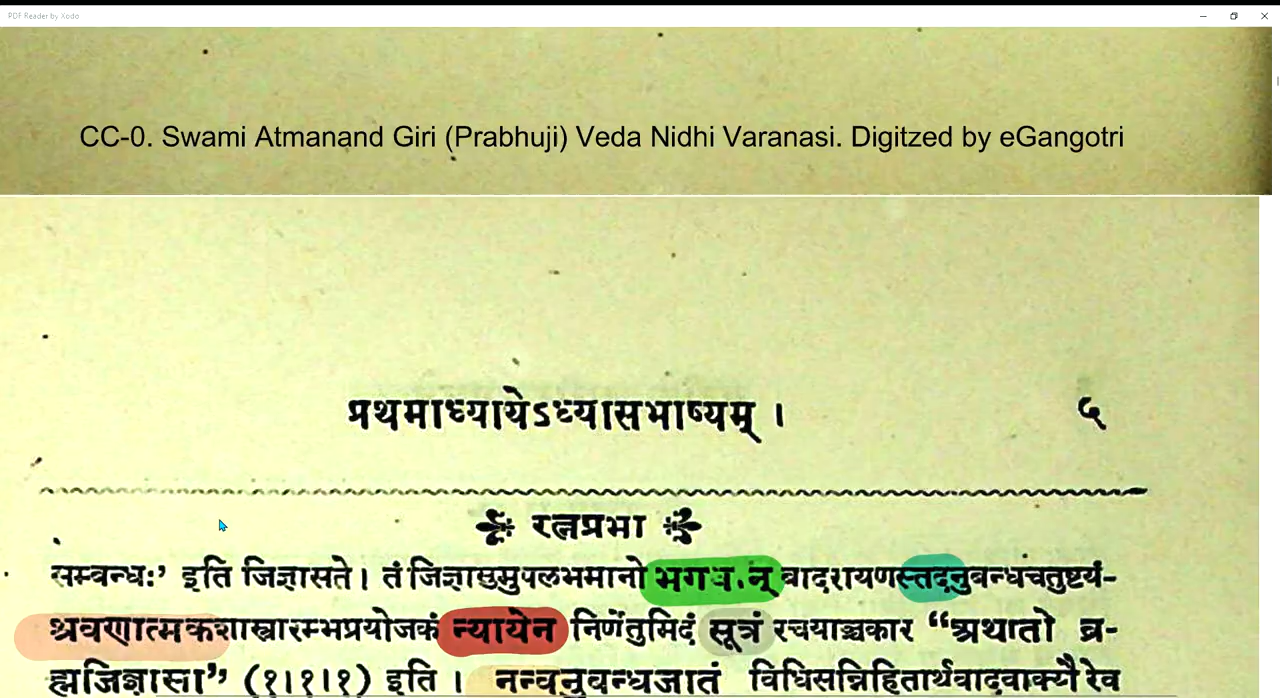 PDF Reader by Xodo
CC-0. Swami Atmanand Giri (Prabhuji) Veda Nidhi Varanasi. Digitzed by eGangotri
प्रथमाध्यायेऽध्यासभाष्यम् । ५
रत्नप्रभा
सम्बन्धः' इति जिज्ञासते । तं जिज्ञासुमुपलभमानो भगवान् बादरायणस्तदनुबन्धचतुष्टयं-
श्रवणात्मकशास्त्रारम्भप्रयोजकं न्यायेन निर्णेतुमिदं सूत्रं रचयाञ्चकार “अथातो ब्र-
ह्मजिज्ञासा” (१।१।१) इति । नन्वनुबन्धजातं विधिसन्निहितार्थवादवाक्यैरेव